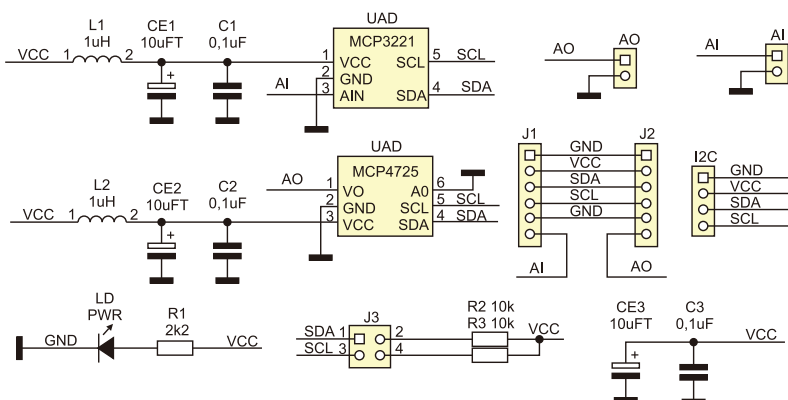 L1
1uH
CE1
10uFT
C1
0,1uF
UAD
MCP3221
VCC 1 2
+
1 VCC SCL 5 SCL
2 GND
AI 3 AIN SDA 4 SDA
AO
AO
AI
AI
L2
1uH
CE2
10uFT
C2
0,1uF
UAD
MCP4725
VCC 1 2
+
AO 1 VO A0 6
2 GND SCL 5 SCL
3 VCC SDA 4 SDA
J1 J2
GND
VCC
SDA
SCL
GND
AI AO
I2C
GND
VCC
SDA
SCL
LD
PWR
R1
2k2
GND VCC
J3
SDA 1 2
SCL 3 4
R2 10k
R3 10k
VCC
CE3
10uFT
C3
0,1uF
VCC
+